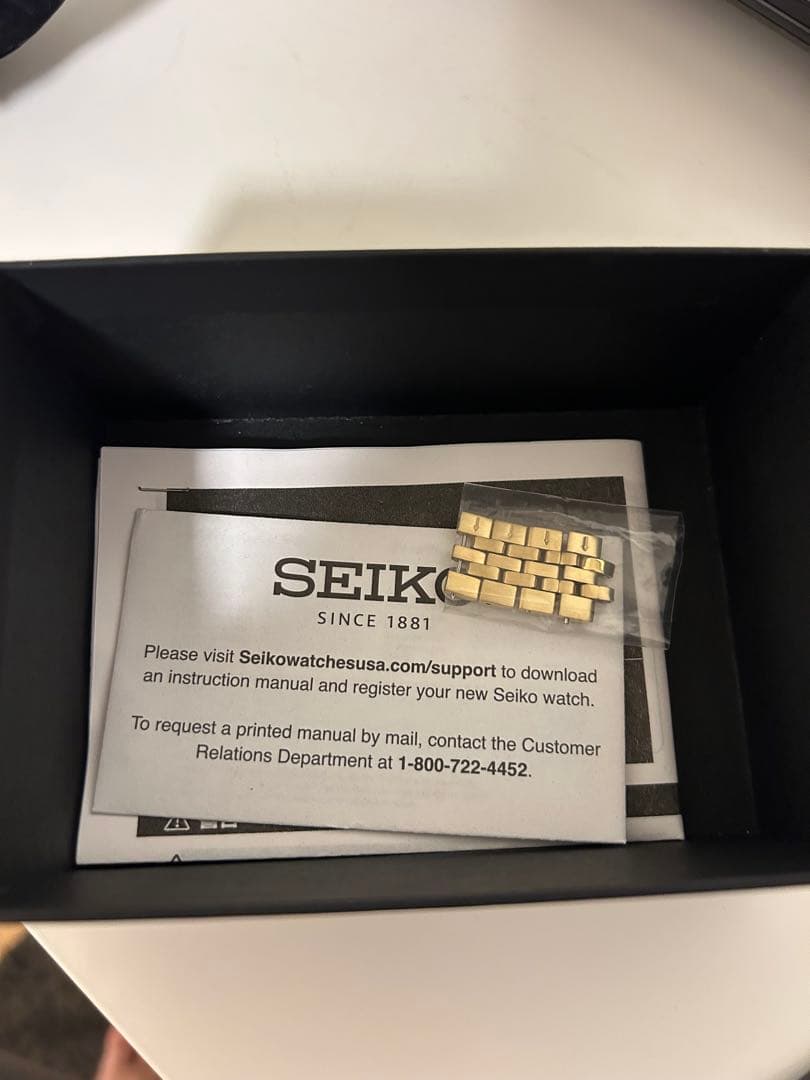 SEIK
SINCE 1881
Please visit Seikowatchesusa.com/support to download
an instruction manual and register your new Seiko watch.
To request a printed manual by mail, contact the Customer
Relations Department at 1-800-722-4452.